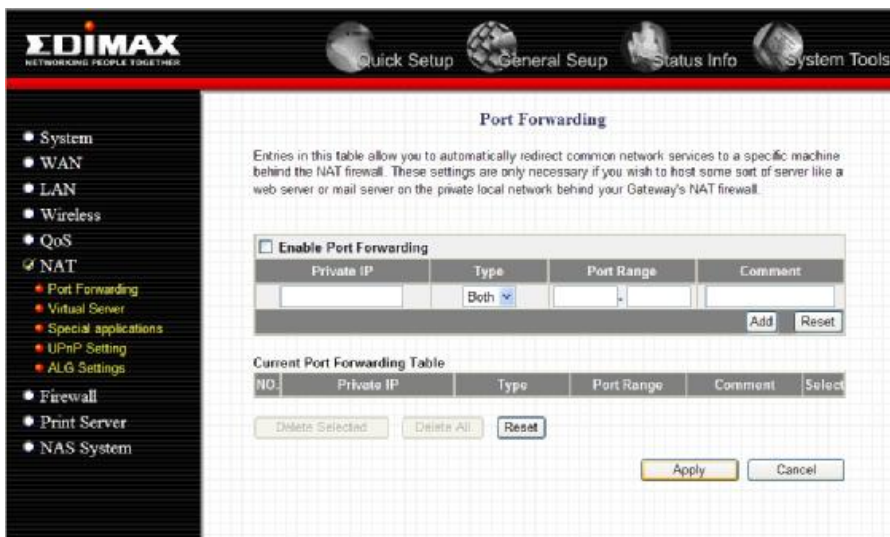 EDIMAX
NETWORKING PEOPLE TOGETHER
Quick Setup
General Seup
Status Info
System Tools
System
WAN
LAN
Wireless
QoS
NAT
Port Forwarding
Virtual Server
Special applications
UPnP Setting
ALG Settings
Firewall
Print Server
NAS System
Port Forwarding
Entries in this table allow you to automatically redirect common network services to a specific machine
behind the NAT firewall. These settings are only necessary if you wish to host some sort of server like a
web server or mail server on the private local network behind your Gateway's NAT firewall.
Enable Port Forwarding
Private IP Type Port Range Comment
Both -
Add Reset
Current Port Forwarding Table
NO. Private IP Type Port Range Comment Select
Delete Selected Delete All Reset
Apply Cancel